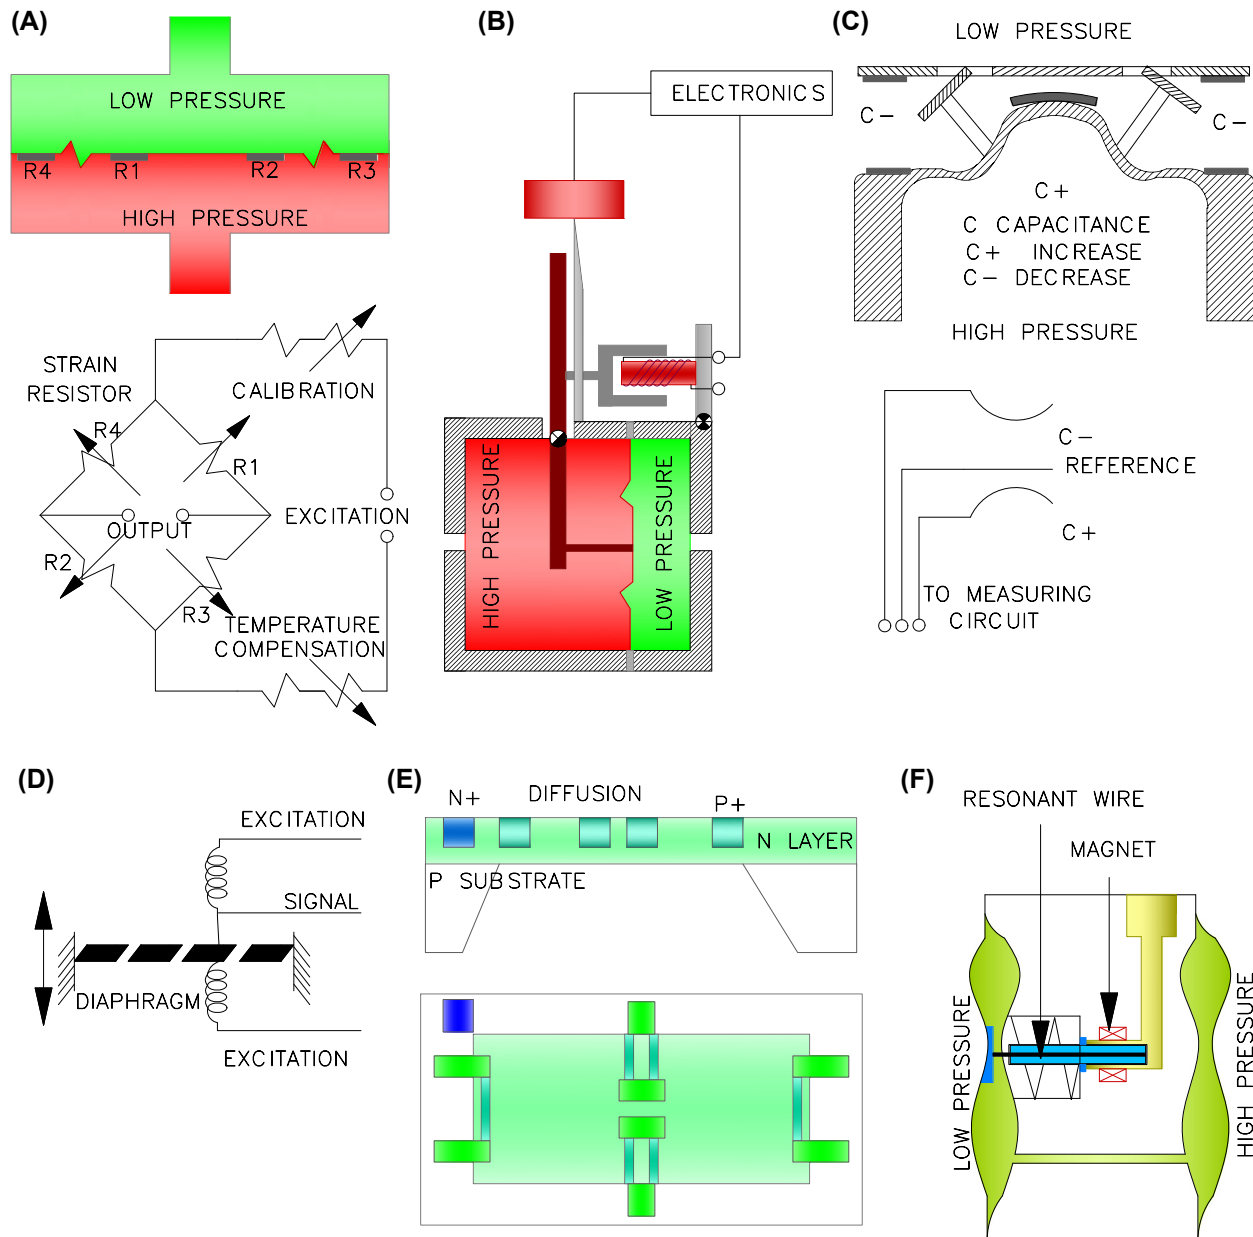 (A)
LOW PRESSURE
R4 R1 R2 R3
HIGH PRESSURE
STRAIN
RESISTOR
CALIBRATION
R4
R1
OUTPUT
EXCITATION
R2
R3
TEMPERATURE
COMPENSATION
(B)
ELECTRONICS
HIGH PRESSURE
LOW PRESSURE
(C)
LOW PRESSURE
C-
C-
C+
C CAPACITANCE
C+ INCREASE
C- DECREASE
HIGH PRESSURE
C-
REFERENCE
C+
TO MEASURING
CIRCUIT
(D)
EXCITATION
SIGNAL
DIAPHRAGM
EXCITATION
(E)
N+
DIFFUSION
P+
N LAYER
P SUBSTRATE
(F)
RESONANT WIRE
MAGNET
LOW PRESSURE
HIGH PRESSURE